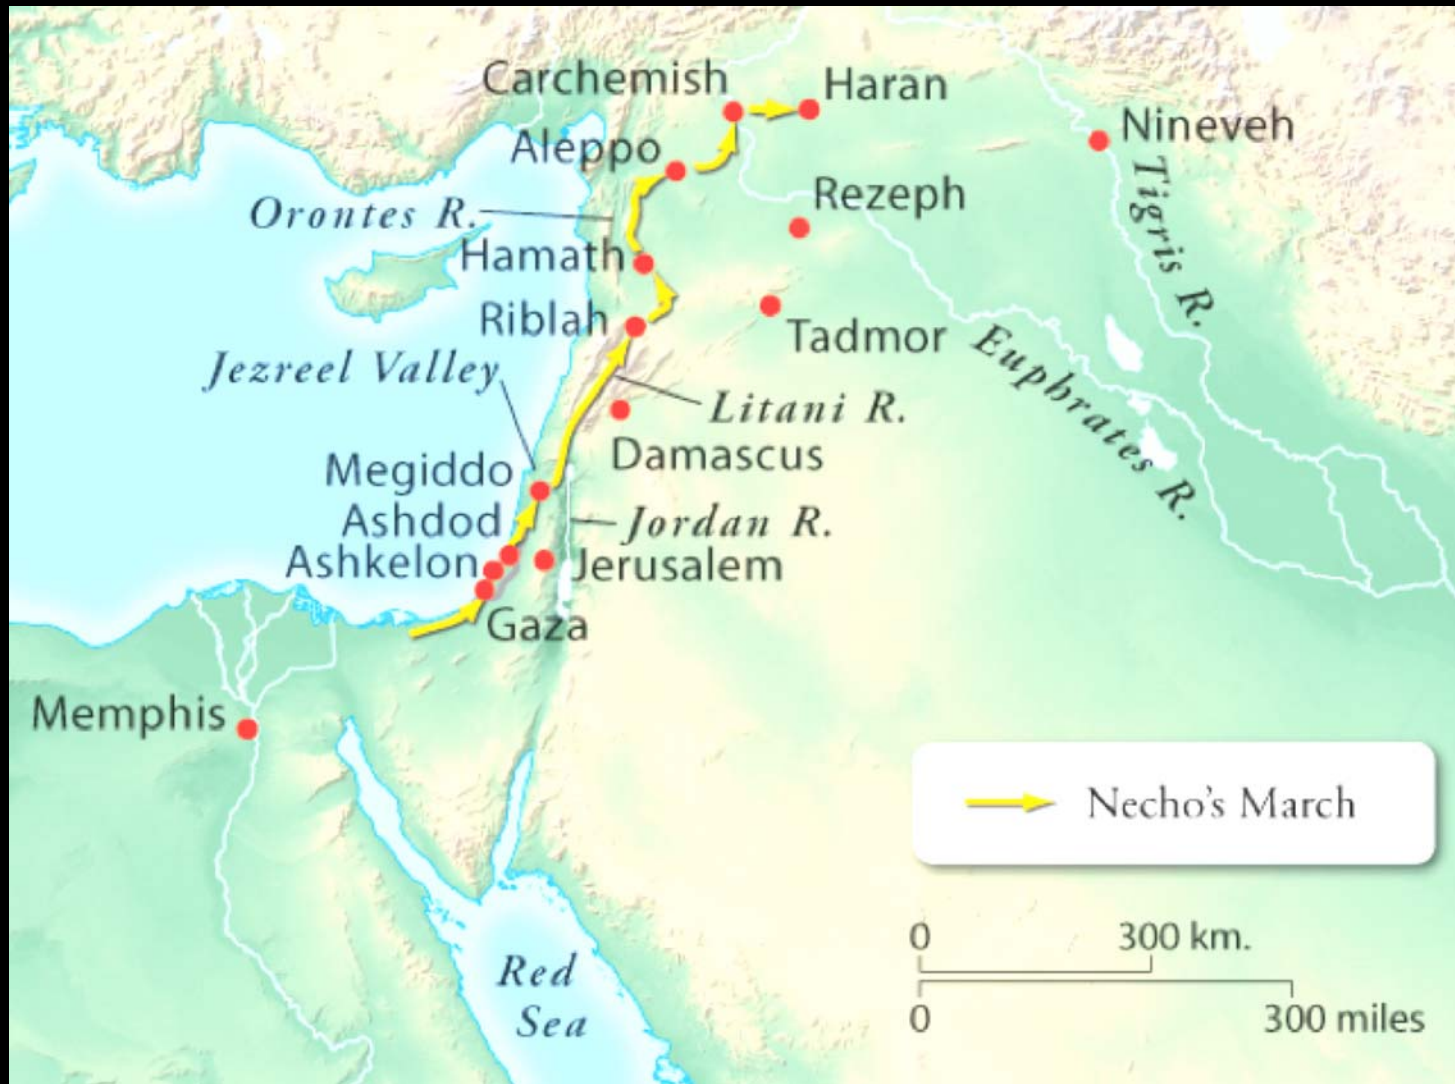 Carchemish
Haran
Nineveh
Aleppo
Rezeph
Tigris R.
Orontes R.
Hamath
Riblah
Tadmor
Euphrates R.
Jezreel Valley
Litani R.
Damascus
Megiddo
Ashdod
Jordan R.
Ashkelon
Jerusalem
Gaza
Memphis
Necho's March
Red
Sea
0 300 km.
0 300 miles